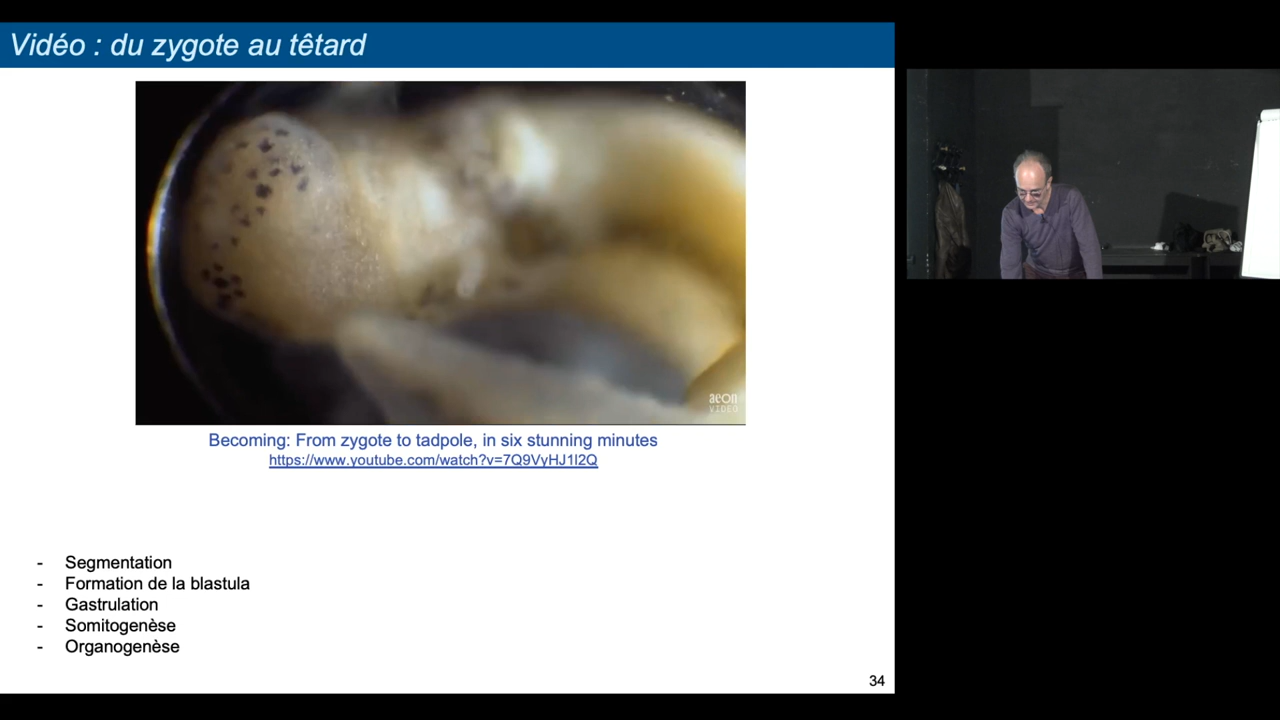 Vidéo : du zygote au têtard
aeon
VIDEO
Becoming: From zygote to tadpole, in six stunning minutes
https://www.youtube.com/watch?v=7Q9VyHJ1I2Q
- Segmentation
- Formation de la blastula
- Gastrulation
- Somitogenèse
- Organogenèse
34